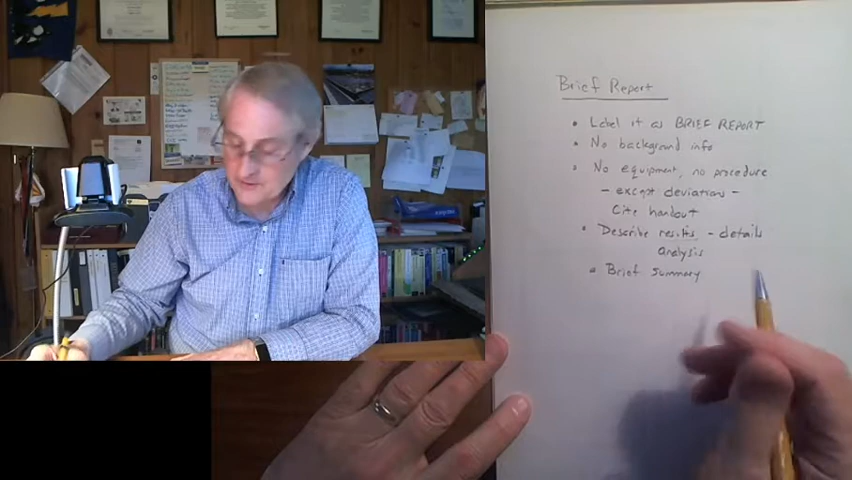 Brief Report
• Label it as BRIEF REPORT
• No background info
• No equipment, no procedure
- except deviations -
Cite handout
• Describe results - details
analysis
• Brief Summary